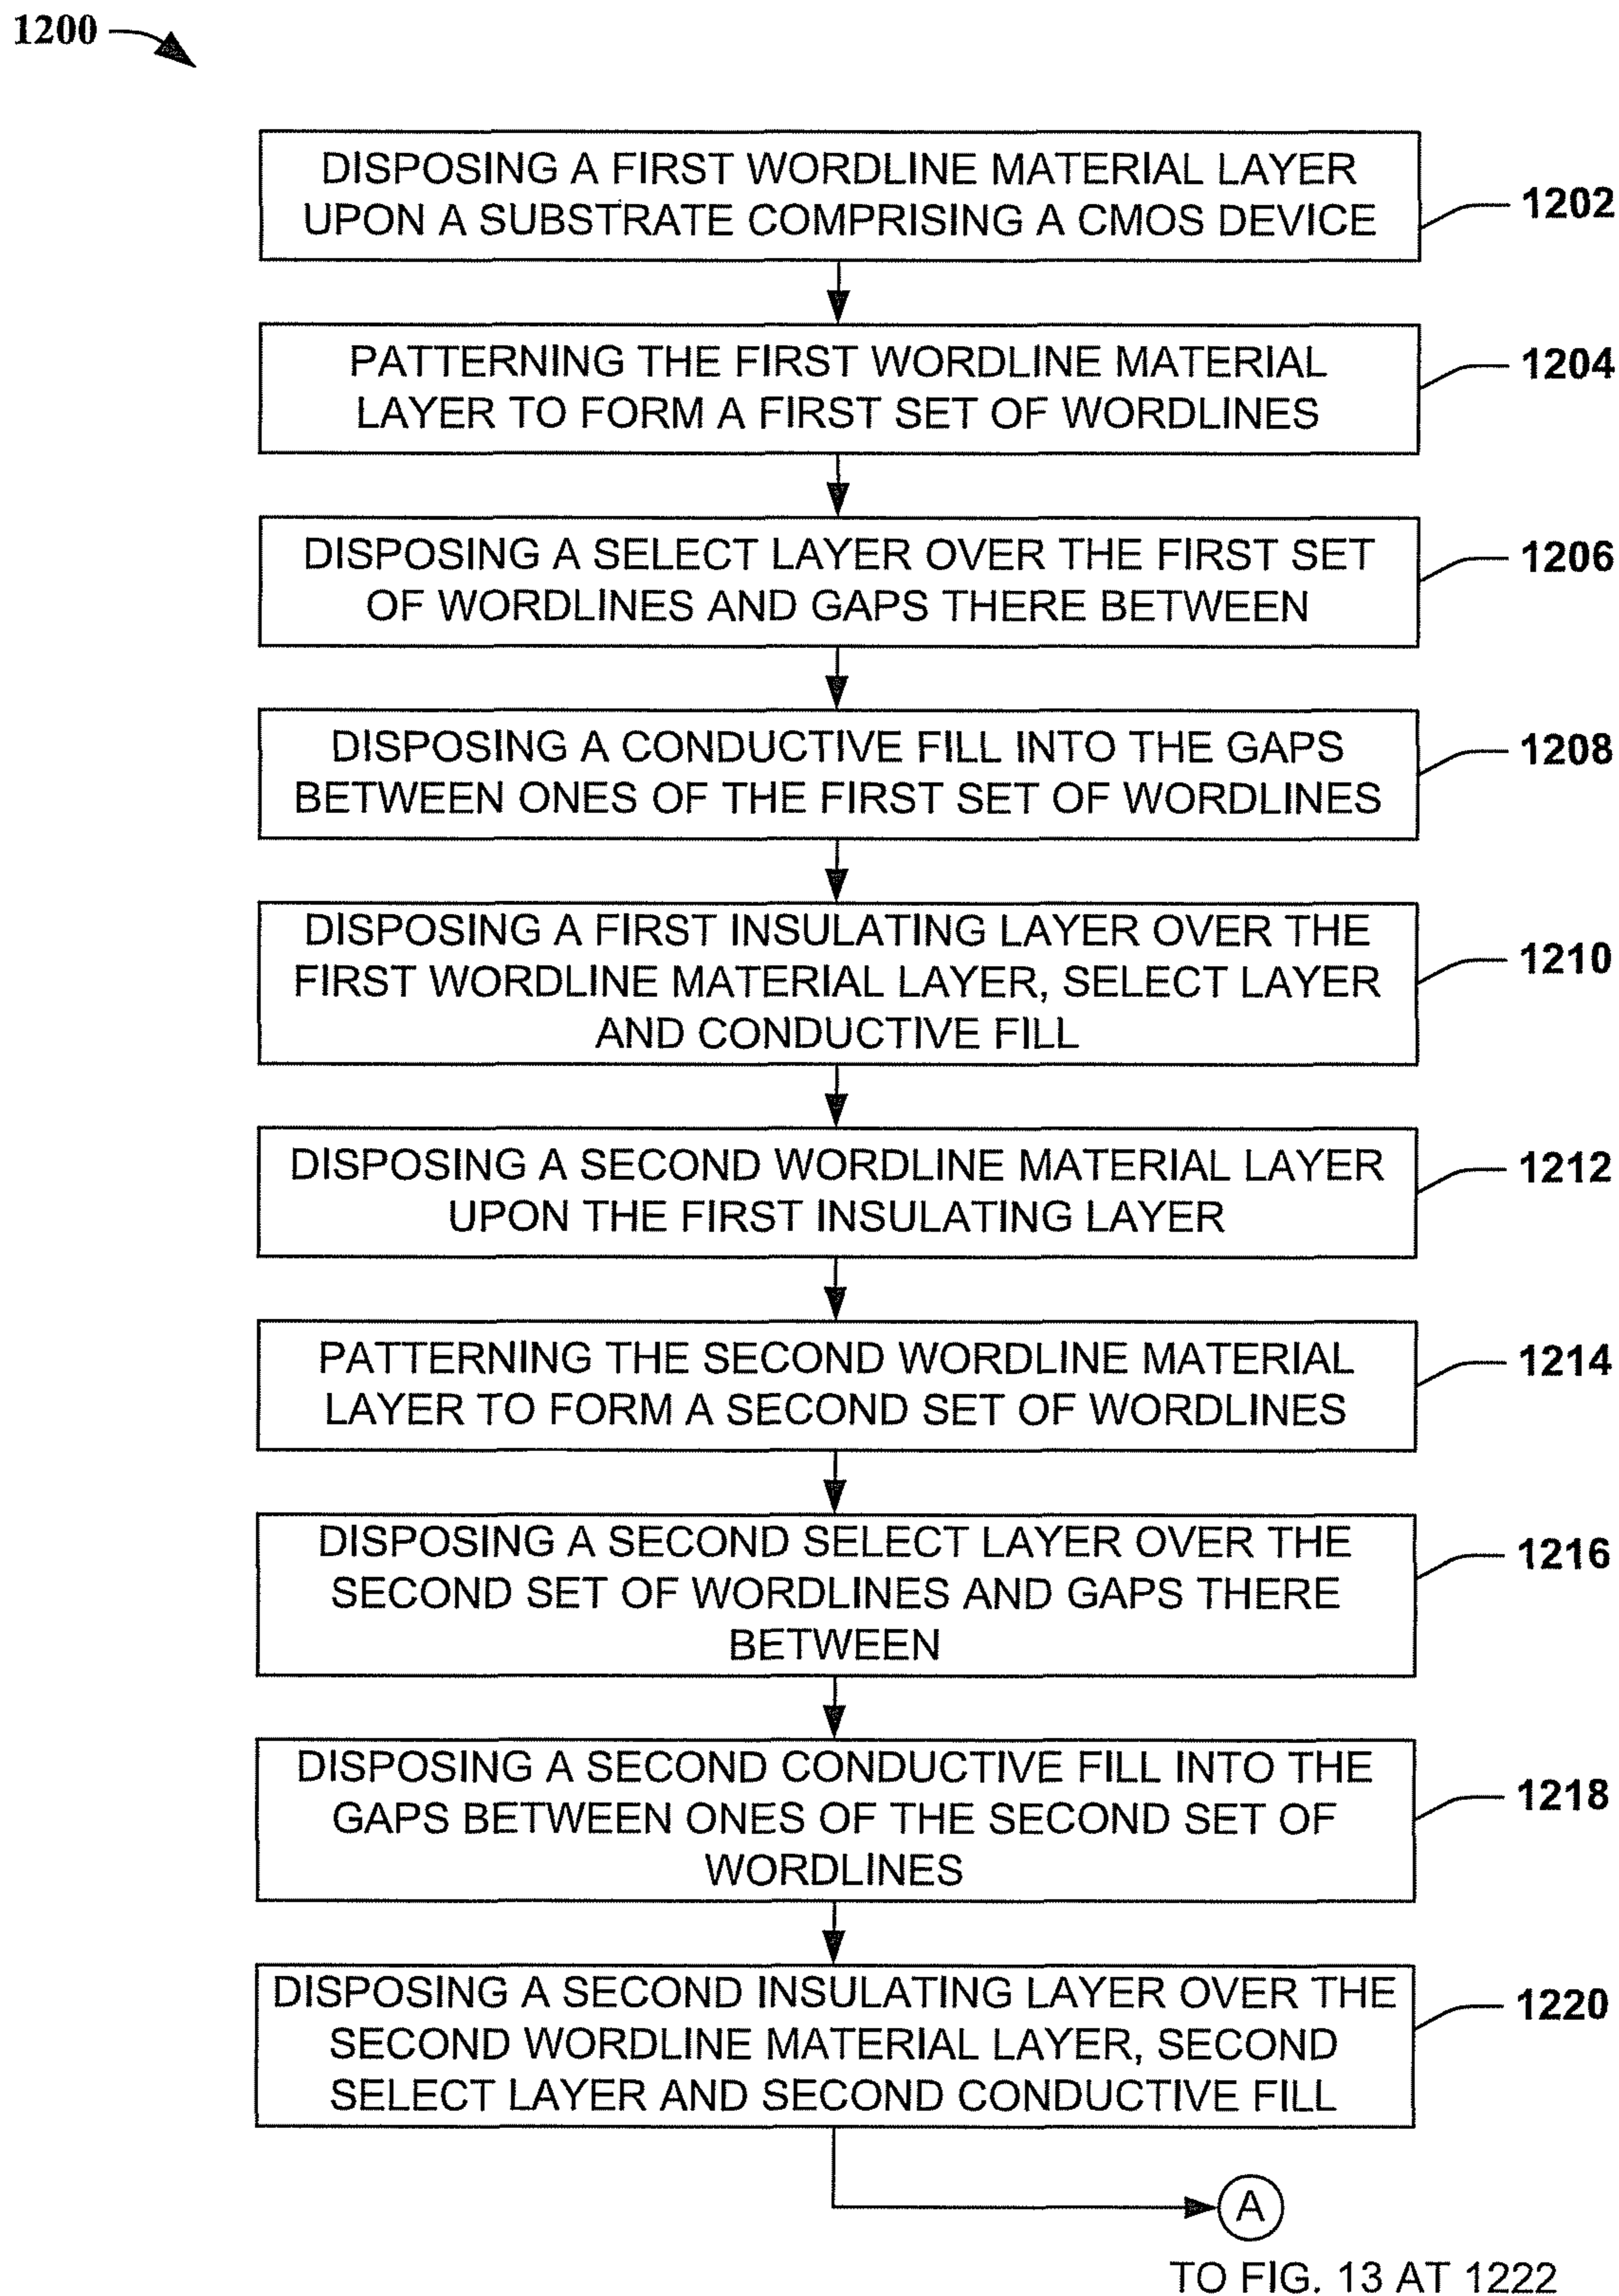 1200
DISPOSING A FIRST WORDLINE MATERIAL LAYER
UPON A SUBSTRATE COMPRISING A CMOS DEVICE
1202
PATTERNING THE FIRST WORDLINE MATERIAL
LAYER TO FORM A FIRST SET OF WORDLINES
1204
DISPOSING A SELECT LAYER OVER THE FIRST SET
OF WORDLINES AND GAPS THERE BETWEEN
1206
DISPOSING A CONDUCTIVE FILL INTO THE GAPS
BETWEEN ONES OF THE FIRST SET OF WORDLINES
1208
DISPOSING A FIRST INSULATING LAYER OVER THE
FIRST WORDLINE MATERIAL LAYER, SELECT LAYER
AND CONDUCTIVE FILL
1210
DISPOSING A SECOND WORDLINE MATERIAL LAYER
UPON THE FIRST INSULATING LAYER
1212
PATTERNING THE SECOND WORDLINE MATERIAL
LAYER TO FORM A SECOND SET OF WORDLINES
1214
DISPOSING A SECOND SELECT LAYER OVER THE
SECOND SET OF WORDLINES AND GAPS THERE
BETWEEN
1216
DISPOSING A SECOND CONDUCTIVE FILL INTO THE
GAPS BETWEEN ONES OF THE SECOND SET OF
WORDLINES
1218
DISPOSING A SECOND INSULATING LAYER OVER THE
SECOND WORDLINE MATERIAL LAYER, SECOND
SELECT LAYER AND SECOND CONDUCTIVE FILL
1220
A
TO FIG. 13 AT 1222